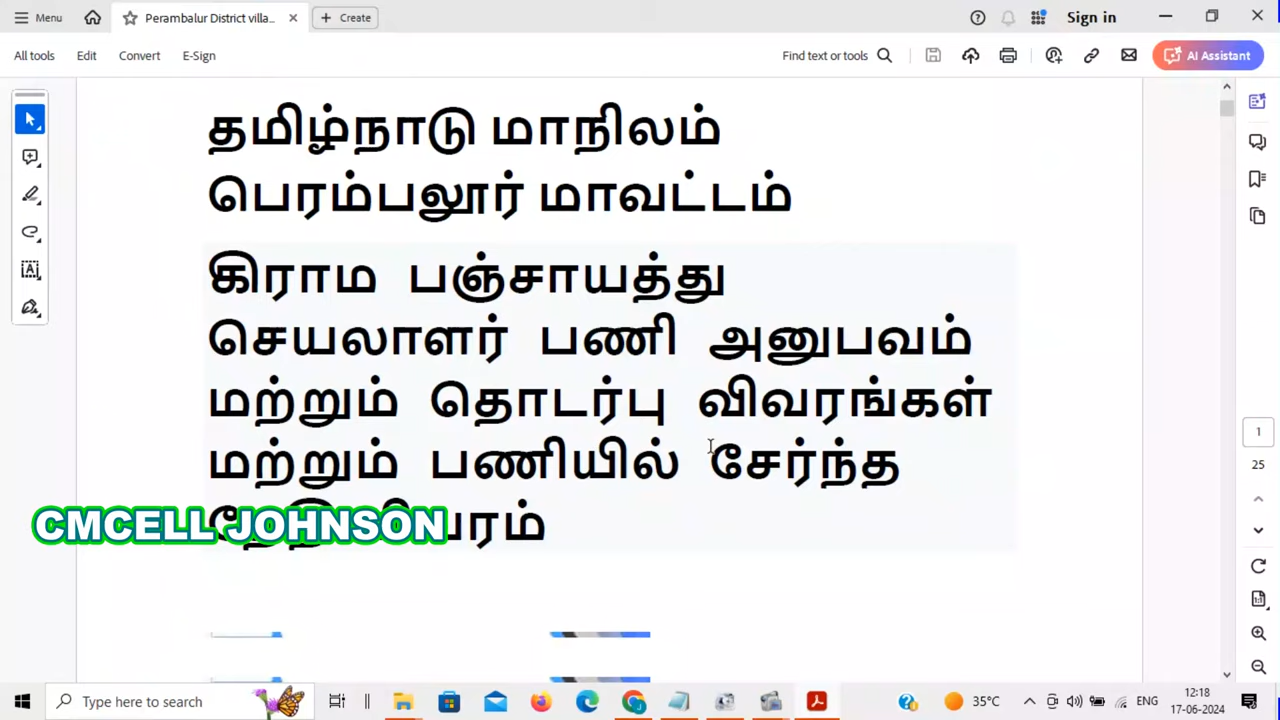 Menu
Perambalur District villa...
Create
Sign in
All tools
Edit
Convert
E-Sign
Find text or tools
AI Assistant
தமிழ்நாடு மாநிலம்
பெரம்பலூர் மாவட்டம்
கிராம பஞ்சாயத்து
செயலாளர் பணி அனுபவம்
மற்றும் தொடர்பு விவரங்கள்
மற்றும் பணியில் சேர்ந்த
CMCELL JOHNSON
1
25
Type here to search
35°C
ENG
12:18
17-06-2024